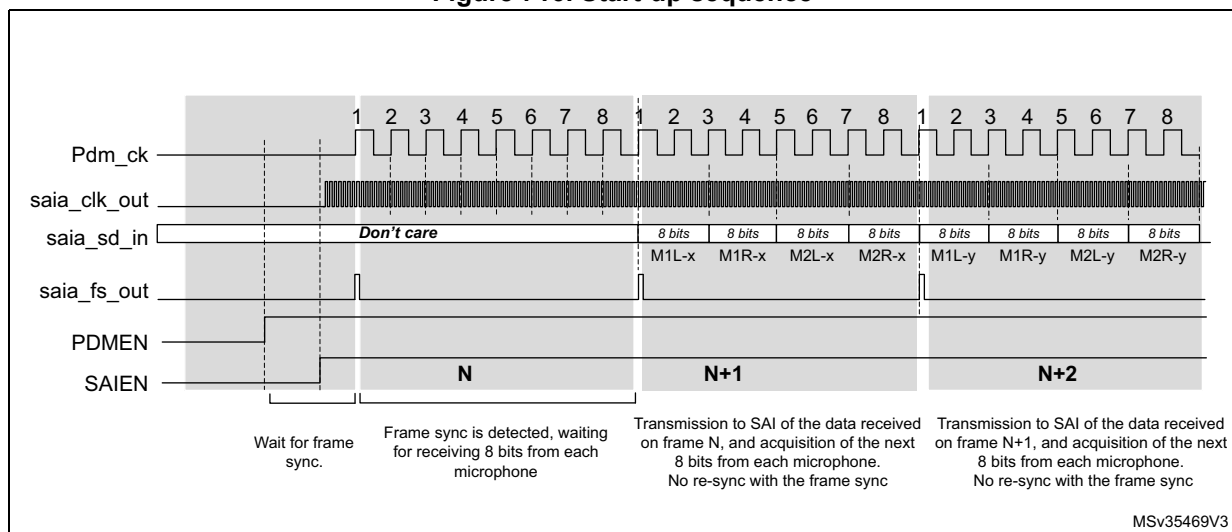 1 2 3 4 5 6 7 8 1 2 3 4 5 6 7 8 1 2 3 4 5 6 7 8
Pdm_ck
saia_clk_out
saia_sd_in
Don't care
8 bits 8 bits 8 bits 8 bits 8 bits 8 bits 8 bits 8 bits
M1L-x M1R-x M2L-x M2R-x M1L-y M1R-y M2L-y M2R-y
saia_fs_out
PDMEN
SAIEN
N N+1 N+2
Wait for frame
sync.
Frame sync is detected, waiting
for receiving 8 bits from each
microphone
Transmission to SAI of the data received
on frame N, and acquisition of the next
8 bits from each microphone.
No re-sync with the frame sync
Transmission to SAI of the data received
on frame N+1, and acquisition of the next
8 bits from each microphone.
No re-sync with the frame sync
MSv35469V3